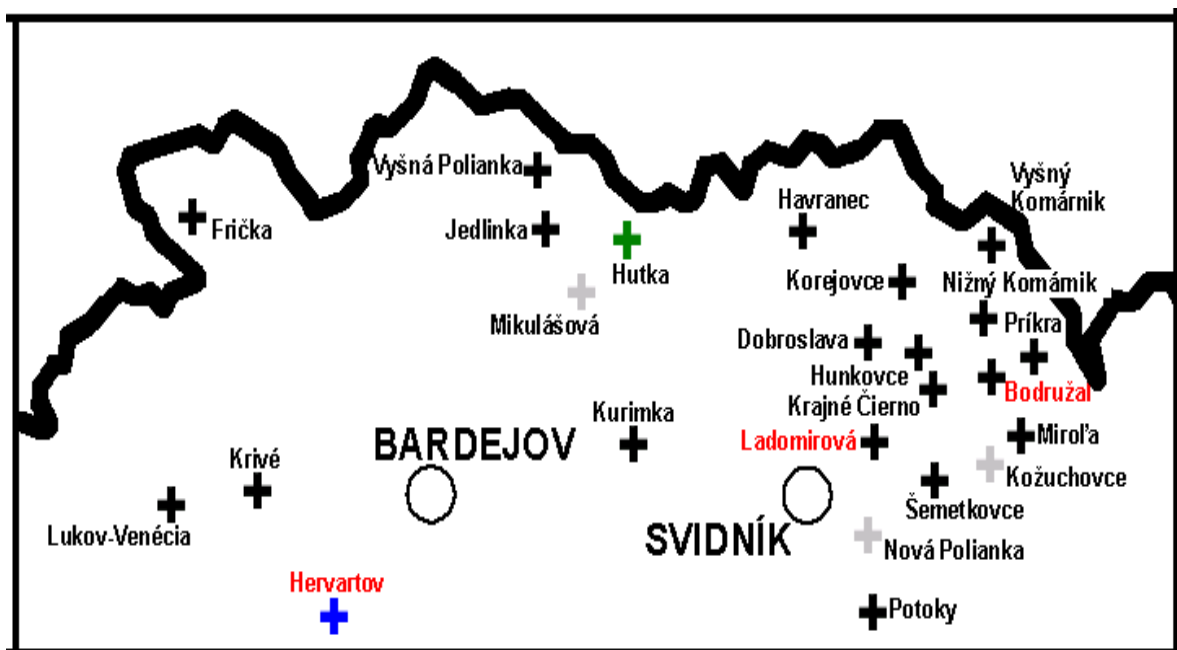 Vyšná Polianka
Vyšný
Komárnik
Havranec
Frička
Jedlinka
Hutka
Korejovce
Nižný Komárnik
Mikulášová
Príkra
Dobroslava
Hunkovce
Bodružal
Krajné Čierno
Kurimka
BARDEJOV
Ladomirová
Miroľa
Krivé
Kožuchovce
Šemetkovce
Lukov-Venécia
SVIDNÍK
Nová Polianka
Hervartov
Potoky